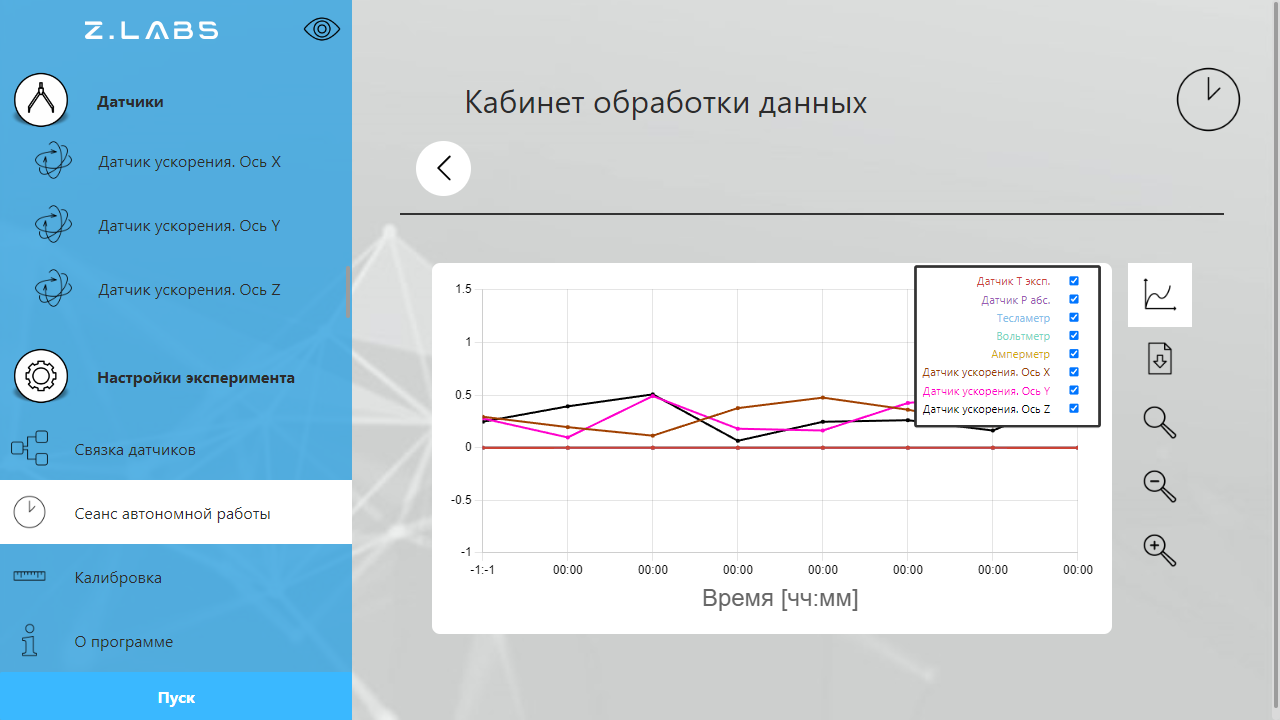 Z.LABS
Датчики
Датчик ускорения. Ось X
Датчик ускорения. Ось Y
Датчик ускорения. Ось Z
Настройки эксперимента
Связка датчиков
Сеанс автономной работы
Калибровка
О программе
Пуск
Кабинет обработки данных
Датчик T эксп.
Датчик P абс.
Тесламетр
Вольтметр
Амперметр
Датчик ускорения. Ось X
Датчик ускорения. Ось Y
Датчик ускорения. Ось Z
1.5
1
0.5
0
-0.5
-1
-1:-1 00:00 00:00 00:00 00:00 00:00 00:00 00:00
Время [чч:мм]